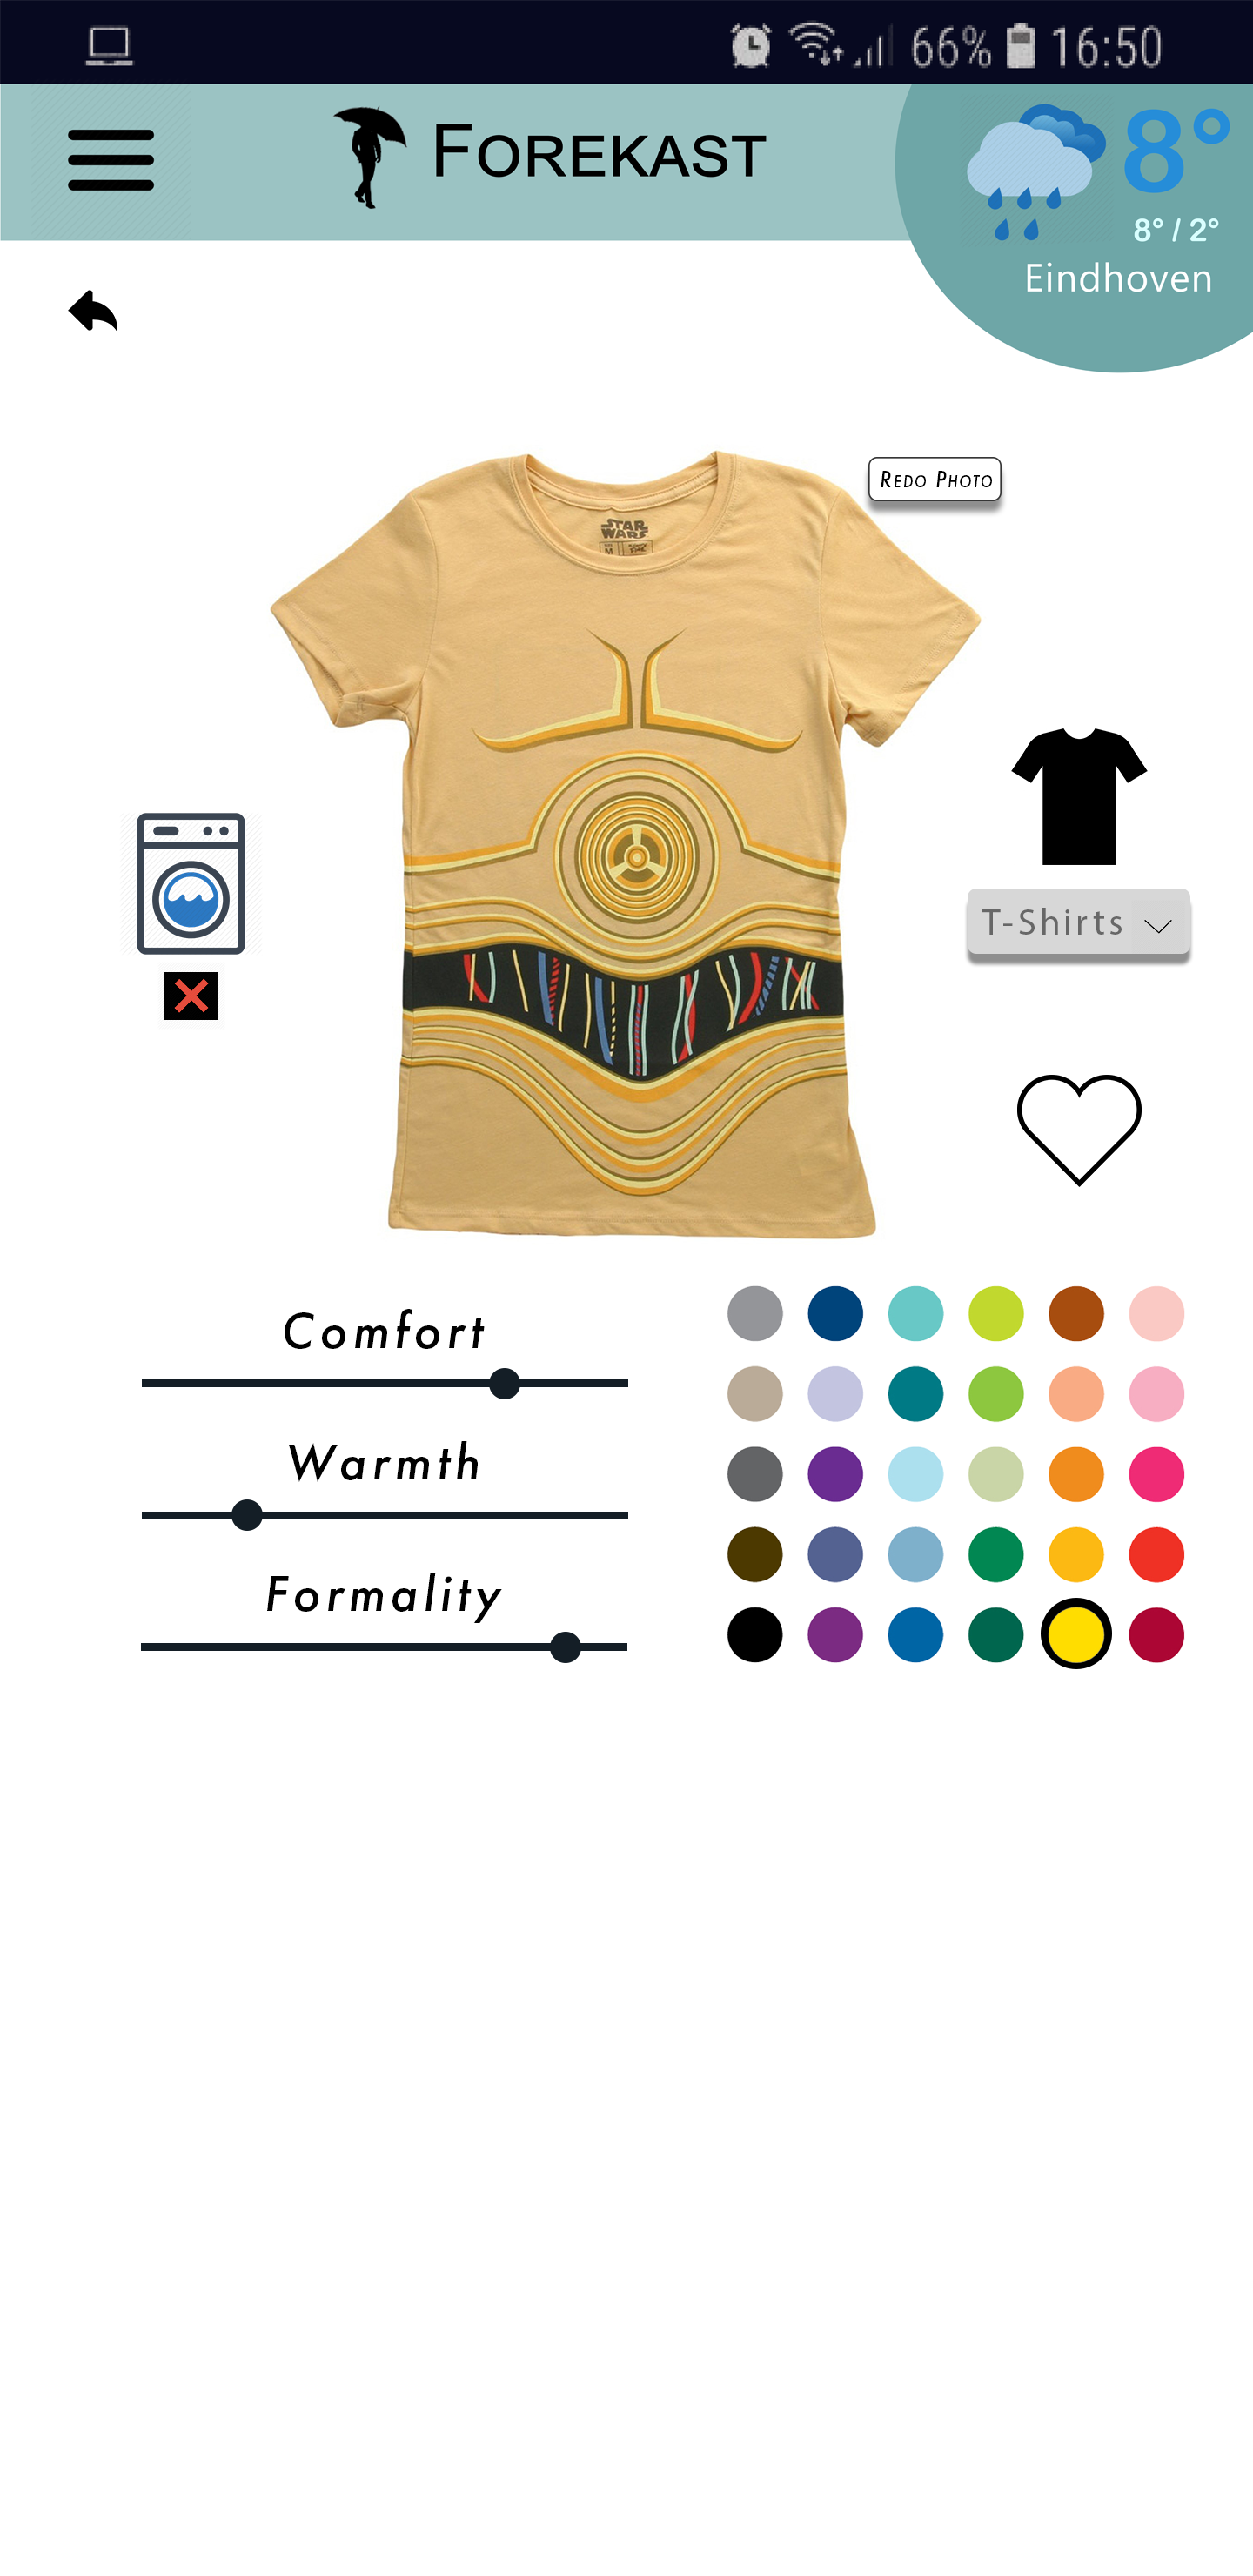 66% 16:50
FOREKAST
8°
8° / 2°
Eindhoven
REDO PHOTO
STAR
WARS
M
T-Shirts
Comfort
Warmth
Formality